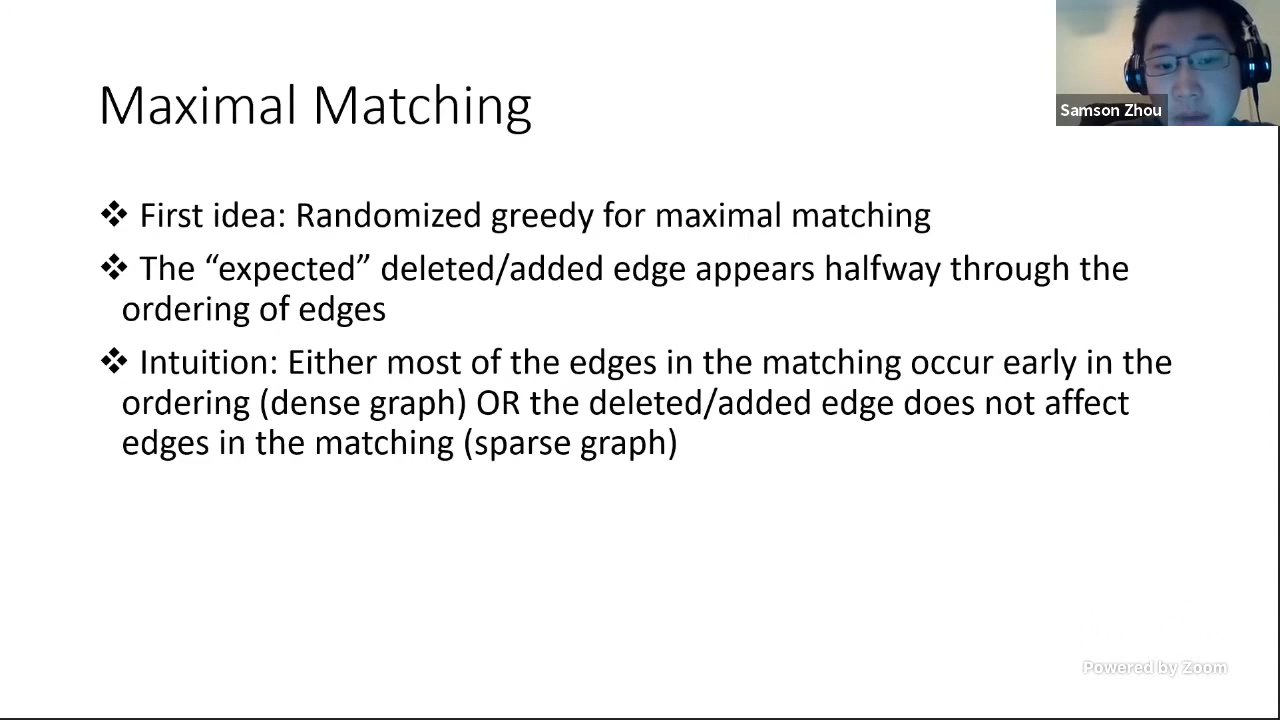 Samson Zhou
Maximal Matching
❖ First idea: Randomized greedy for maximal matching
❖ The “expected” deleted/added edge appears halfway through the
ordering of edges
❖ Intuition: Either most of the edges in the matching occur early in the
ordering (dense graph) OR the deleted/added edge does not affect
edges in the matching (sparse graph)
Powered by Zoom